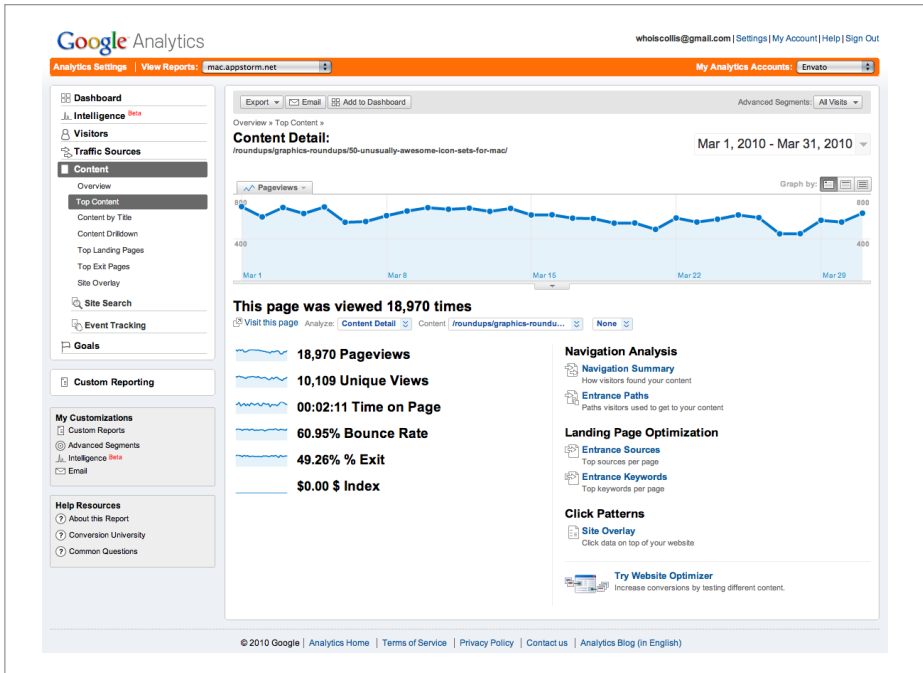 Google Analytics
whoiscollis@gmail.com | Settings | My Account | Help | Sign Out
Analytics Settings | View Reports: mac.appstorm.net
My Analytics Accounts: Envato
Dashboard
Intelligence Beta
Visitors
Traffic Sources
Content
Overview
Top Content
Content by Title
Content Drilldown
Top Landing Pages
Top Exit Pages
Site Overlay
Site Search
Event Tracking
Goals
Custom Reporting
My Customizations
Custom Reports
Advanced Segments
Intelligence Beta
Email
Help Resources
About this Report
Conversion University
Common Questions
Export Email Add to Dashboard
Advanced Segments: All Visits
Overview » Top Content »
Content Detail:
/roundups/graphics-roundups/50-unusually-awesome-icon-sets-for-mac/
Mar 1, 2010 - Mar 31, 2010
Pageviews
Graph by:
800 800
400 400
Mar 1 Mar 8 Mar 15 Mar 22 Mar 29
This page was viewed 18,970 times
Visit this page Analyze: Content Detail Content /roundups/graphics-roundu... None
18,970 Pageviews
10,109 Unique Views
00:02:11 Time on Page
60.95% Bounce Rate
49.26% % Exit
$0.00 $ Index
Navigation Analysis
Navigation Summary
How visitors found your content
Entrance Paths
Paths visitors used to get to your content
Landing Page Optimization
Entrance Sources
Top sources per page
Entrance Keywords
Top keywords per page
Click Patterns
Site Overlay
Click data on top of your website
Try Website Optimizer
Increase conversions by testing different content.
© 2010 Google | Analytics Home | Terms of Service | Privacy Policy | Contact us | Analytics Blog (in English)